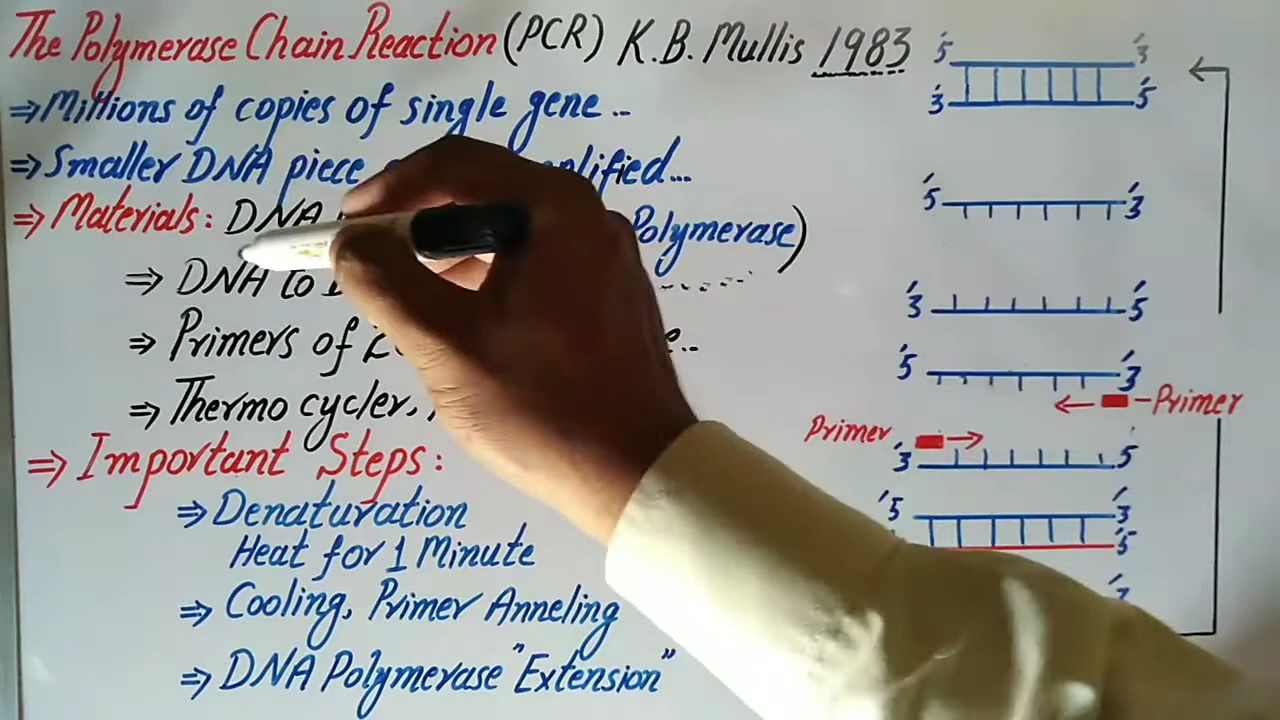 The Polymerase Chain Reaction (PCR) K.B. Mullis 1983
⇒ Millions of copies of single gene ..
⇒ Smaller DNA piece
⇒ Materials: DNA Polymerase)
⇒ DNA to
⇒ Primers of
⇒ Thermo cycler,
⇒ Important Steps:
⇒ Denaturation
Heat for 1 Minute
⇒ Cooling, Primer Anneling
⇒ DNA Polymerase "Extension"
'5 '3
'3 '5
'5 '3
'3 '5
'5 '3
← - Primer
Primer →
'3 '5
'5 '3
'5